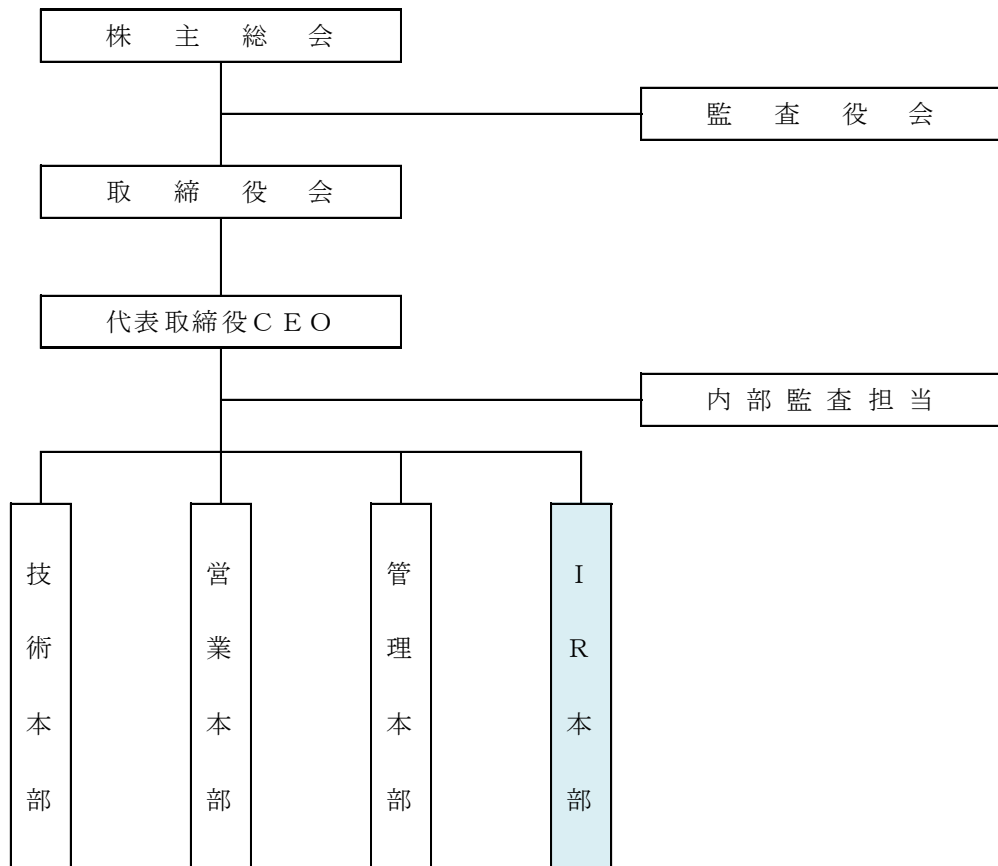 株主総会
監査役会
取締役会
代表取締役CEO
内部監査担当
技術本部
営業本部
管理本部
IR本部